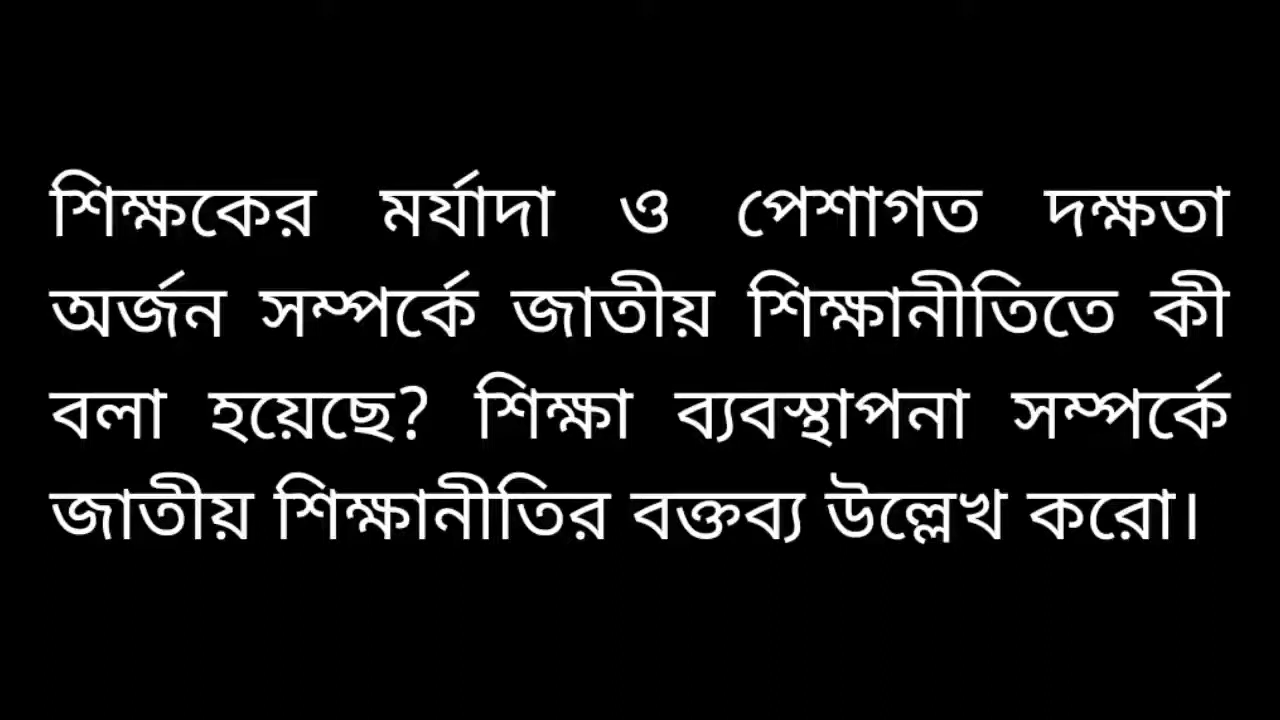 শিক্ষকের মর্যাদা ও পেশাগত দক্ষতা
অর্জন সম্পর্কে জাতীয় শিক্ষানীতিতে কী
বলা হয়েছে? শিক্ষা ব্যবস্থাপনা সম্পর্কে
জাতীয় শিক্ষানীতির বক্তব্য উল্লেখ করো।